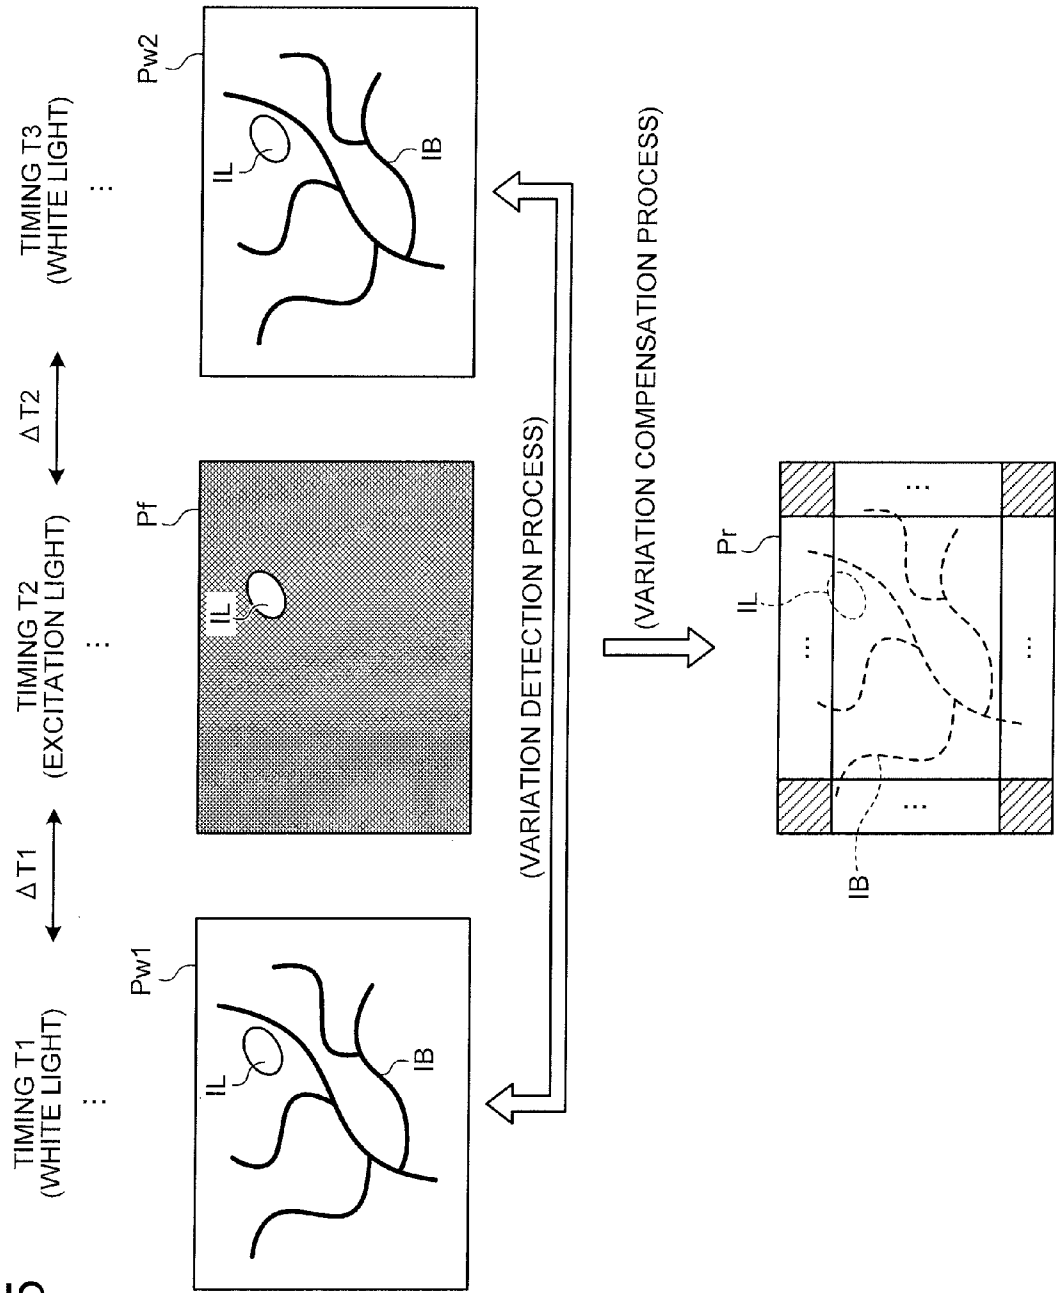 5
TIMING T1
(WHITE LIGHT)
ΔT1
TIMING T2
(EXCITATION LIGHT)
ΔT2
TIMING T3
(WHITE LIGHT)
...
...
...
Pw1
IL
IB
Pf
IL
Pw2
IL
IB
(VARIATION DETECTION PROCESS)
(VARIATION COMPENSATION PROCESS)
Pr
IL
IB
...
...
...
...